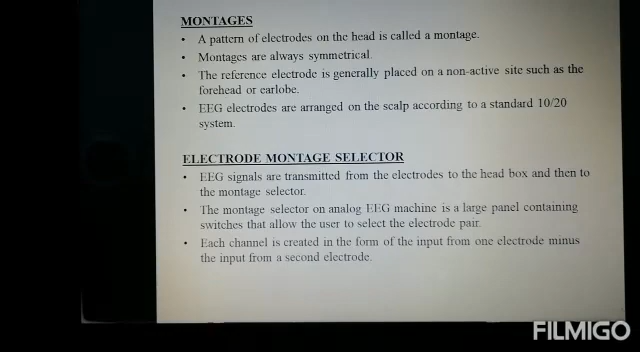 MONTAGES
• A pattern of electrodes on the head is called a montage.
• Montages are always symmetrical.
• The reference electrode is generally placed on a non-active site such as the
forehead or earlobe.
• EEG electrodes are arranged on the scalp according to a standard 10/20
system.
ELECTRODE MONTAGE SELECTOR
• EEG signals are transmitted from the electrodes to the head box and then to
the montage selector.
• The montage selector on analog EEG machine is a large panel containing
switches that allow the user to select the electrode pair.
• Each channel is created in the form of the input from one electrode minus
the input from a second electrode.
FILMIGO